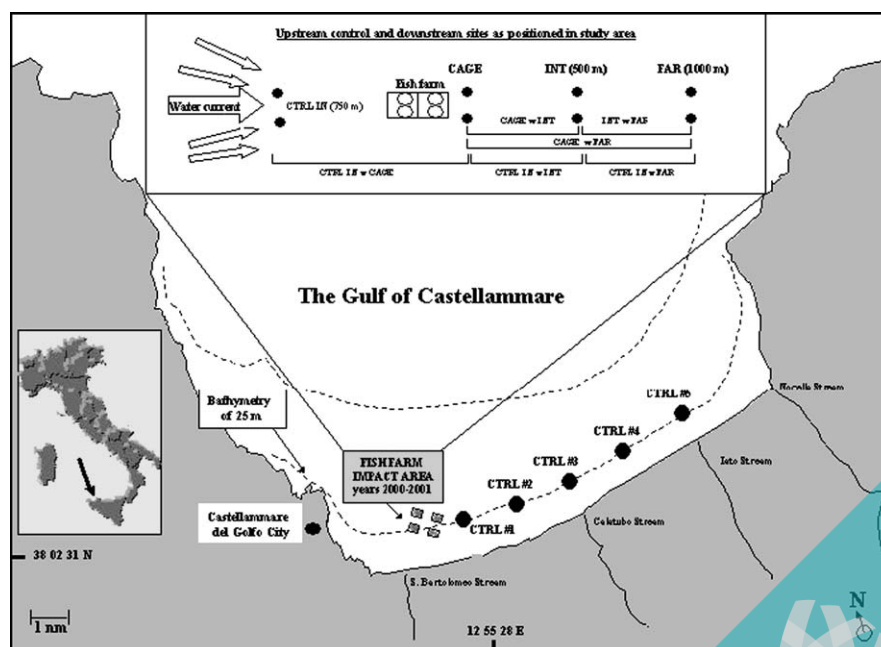 Upstream control and downstream sites as positioned in study area
CAGE
INT (500 m)
FAR (1000 m)
Fish farm
Water current
CTRL IN (750 m)
CAGE vs INT
INT vs FAR
CAGE vs FAR
CTRL IN vs CAGE
CTRL IN vs INT
CTRL IN vs FAR
The Gulf of Castellammare
Bathymetry
of 25 m
Nocella Stream
CTRL #5
CTRL #4
CTRL #3
CTRL #2
CTRL #1
FISH FARM
IMPACT AREA
years 2000-2001
Castellammare
del Golfo City
Iato Stream
Calatubo Stream
S. Bartolomeo Stream
38 02 31 N
1 nm
12 55 28 E
N